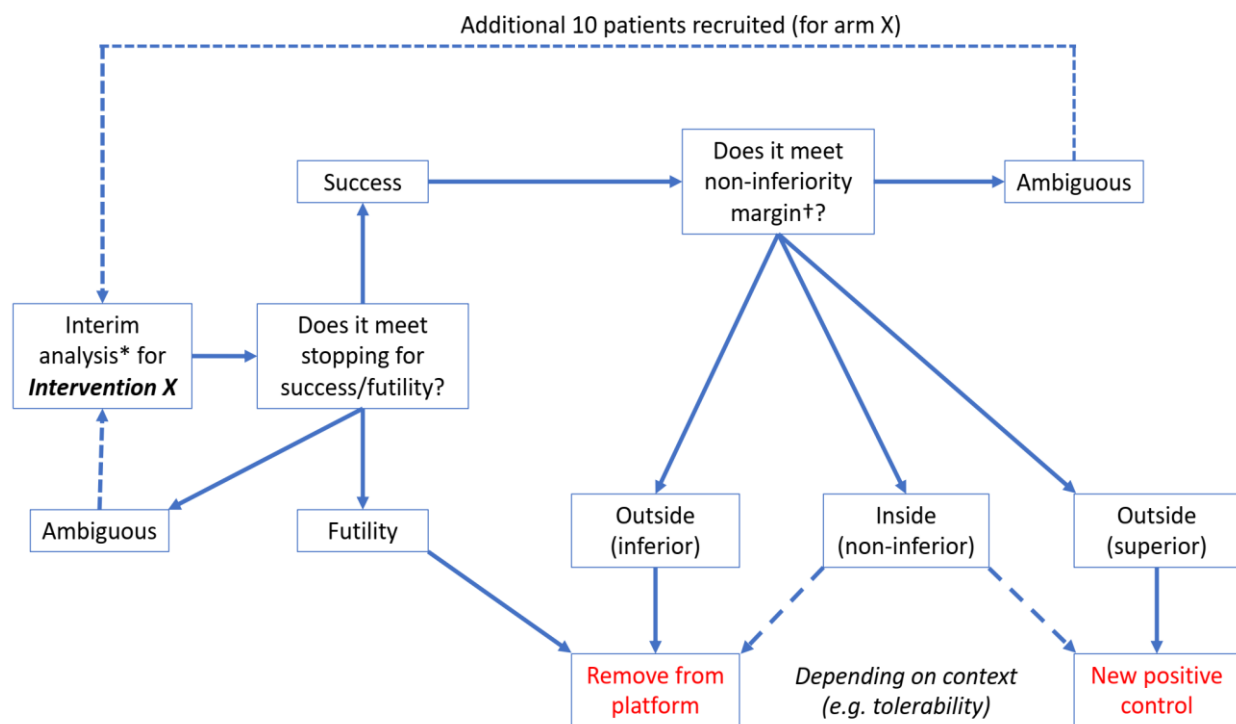 Additional 10 patients recruited (for arm X)
Success
Does it meet
non-inferiority
margin†?
Ambiguous
Interim
analysis* for
Intervention X
Does it meet
stopping for
success/futility?
Ambiguous
Futility
Outside
(inferior)
Inside
(non-inferior)
Outside
(superior)
Remove from
platform
Depending on context
(e.g. tolerability)
New positive
control